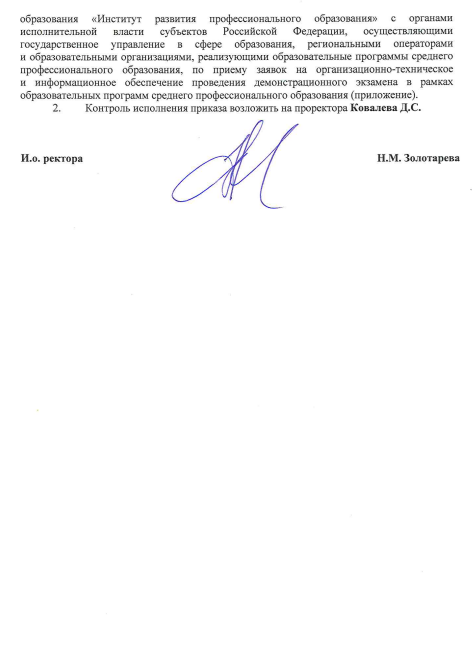 образования «Институт развития профессионального образования» с органами
исполнительной власти субъектов Российской Федерации, осуществляющими
государственное управление в сфере образования, региональными операторами
и образовательными организациями, реализующими образовательные программы среднего
профессионального образования, по приему заявок на организационно-техническое
и информационное обеспечение проведения демонстрационного экзамена в рамках
образовательных программ среднего профессионального образования (приложение).
2. Контроль исполнения приказа возложить на проректора Ковалева Д.С.
И.о. ректора Н.М. Золотарева